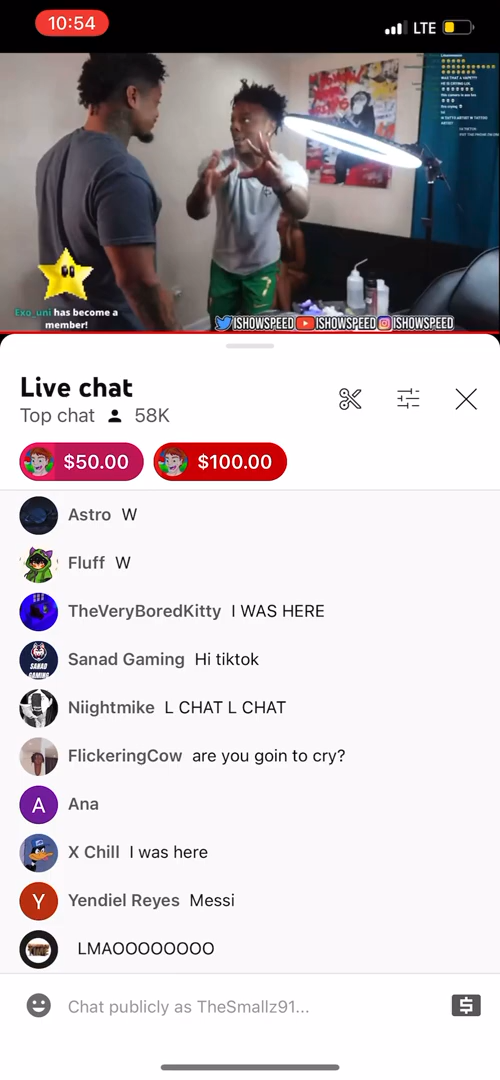 10:54
LTE
Exo_uni has become a
member!
ISHOWSPEED ISHOWSPEED ISHOWSPEED
Live chat
Top chat 58K
$50.00 $100.00
Astro W
Fluff W
TheVeryBoredKitty I WAS HERE
Sanad Gaming Hi tiktok
Niightmike L CHAT L CHAT
FlickeringCow are you goin to cry?
A Ana
X Chill I was here
Y Yendiel Reyes Messi
LMAOOOOOOOO
Chat publicly as TheSmallz91...